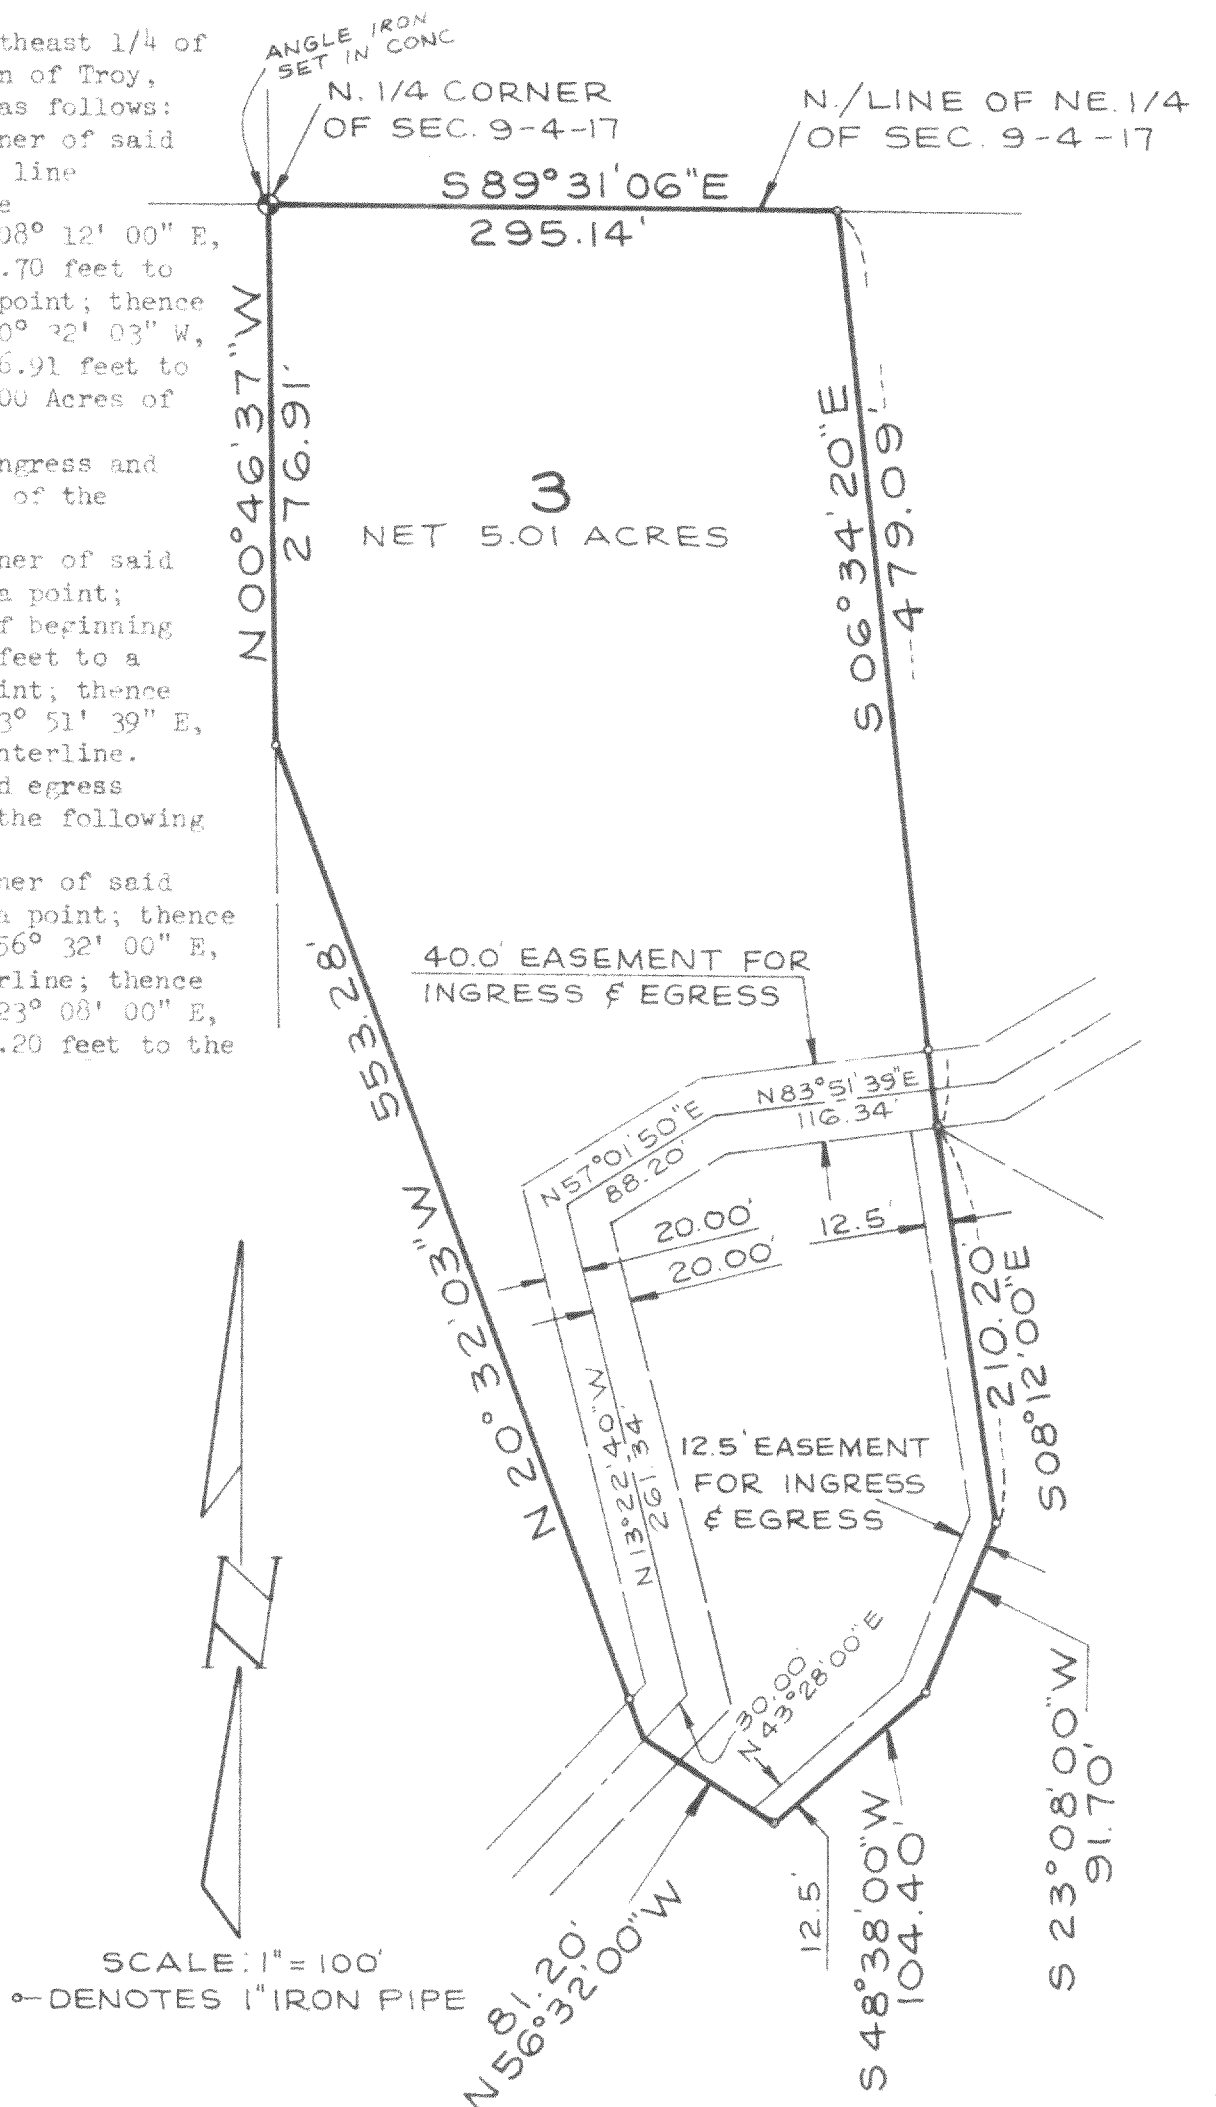 theast 1/4 of
n of Troy,
as follows:
ner of said
line
e
08° 12' 00" E,
.70 feet to
point; thence
0° 32' 03" W,
6.91 feet to
00 Acres of
ngress and
of the
ner of said
a point;
f beginning
feet to a
int; thence
3° 51' 39" E,
nterline.
d egress
the following
ner of said
a point; thence
56° 32' 00" E,
rline; thence
23° 08' 00" E,
.20 feet to the
ANGLE IRON
SET IN CONC
N. 1/4 CORNER
OF SEC. 9-4-17
N./LINE OF NE. 1/4
OF SEC. 9-4-17
S 89° 31' 06" E
295.14'
N 00° 46' 37" W
276.91'
3
NET 5.01 ACRES
S 06° 34' 20" E
479.09'
553.28'
N 20° 32' 03" W
40.0' EASEMENT FOR
INGRESS & EGRESS
N 83° 51' 39" E
116.34'
N 57° 01' 50" E
88.20'
20.00'
20.00'
12.5'
210.20'
S 08° 12' 00" E
N 13° 22' 40" W
261.34'
12.5' EASEMENT
FOR INGRESS
& EGRESS
30.00'
N 43° 28' 00" E
12.5'
81.20'
N 56° 32' 00" W
S 48° 38' 00" W
104.40'
S 23° 08' 00" W
91.70'
N
SCALE: 1" = 100'
o-DENOTES 1" IRON PIPE